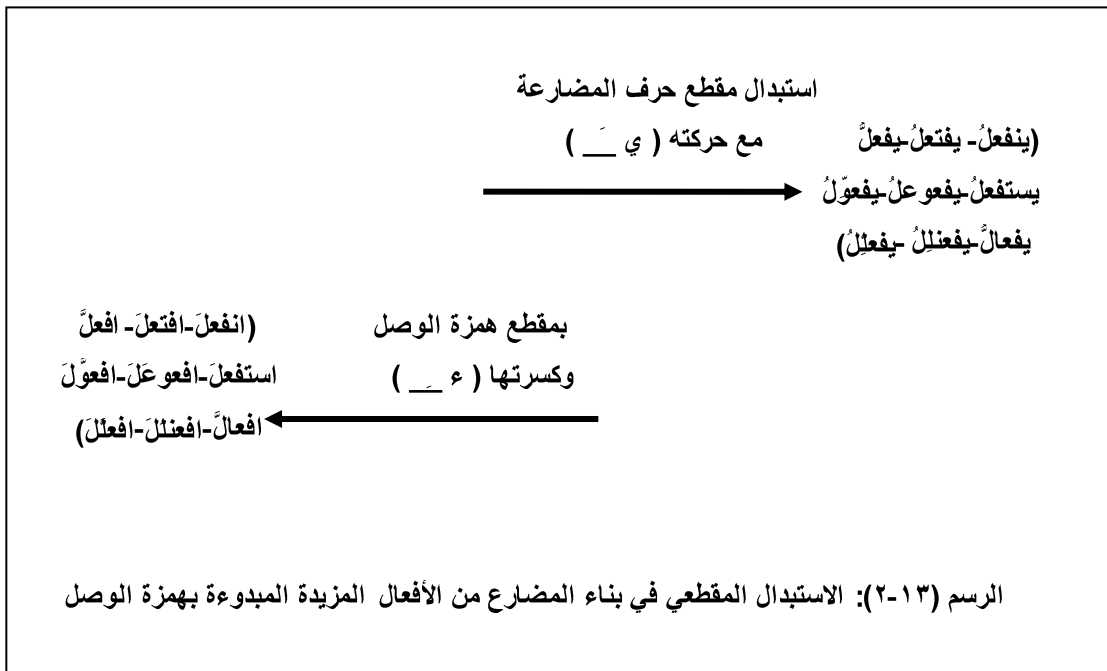 استبدال مقطع حرف المضارعة
(ينفعلُ- يفتعلُ-يفعلُّ مع حركته ( ي __َ )
يستفعلُ-يفعوعلُ-يفعوّلُ
يفعالُّ-يفعنللُ -يفعلّلُ)
بمقطع همزة الوصل (انفعلَ-افتعلَ- افعلَّ
وكسرتها ( ء __ِ ) استفعلَ-افعوعَلَ-افعوَّلَ
افعالَّ-افعنللَ-افعلّلَ)
الرسم (١٣-٢): الاستبدال المقطعي في بناء المضارع من الأفعال المزيدة المبدوءة بهمزة الوصل